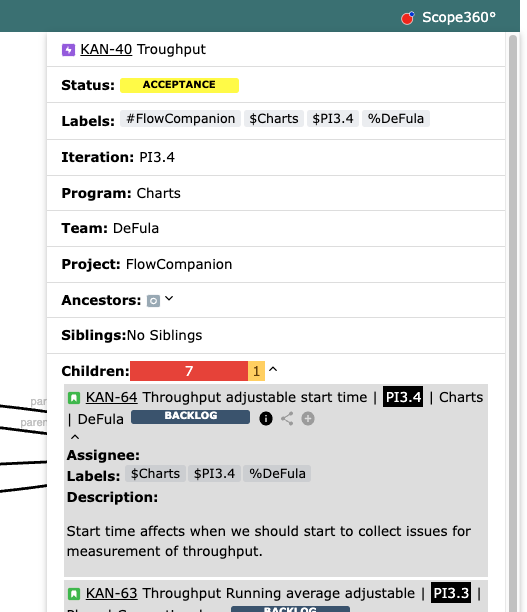 Scope360°
KAN-40 Troughput
Status: ACCEPTANCE
Labels: #FlowCompanion $Charts $PI3.4 %DeFula
Iteration: PI3.4
Program: Charts
Team: DeFula
Project: FlowCompanion
Ancestors:
Siblings:No Siblings
Children: 7 1
KAN-64 Throughput adjustable start time | PI3.4 | Charts
| DeFula BACKLOG
Assignee:
Labels: $Charts $PI3.4 %DeFula
Description:
Start time affects when we should start to collect issues for
measurement of throughput.
KAN-63 Throughput Running average adjustable | PI3.3 |
BACKLOG